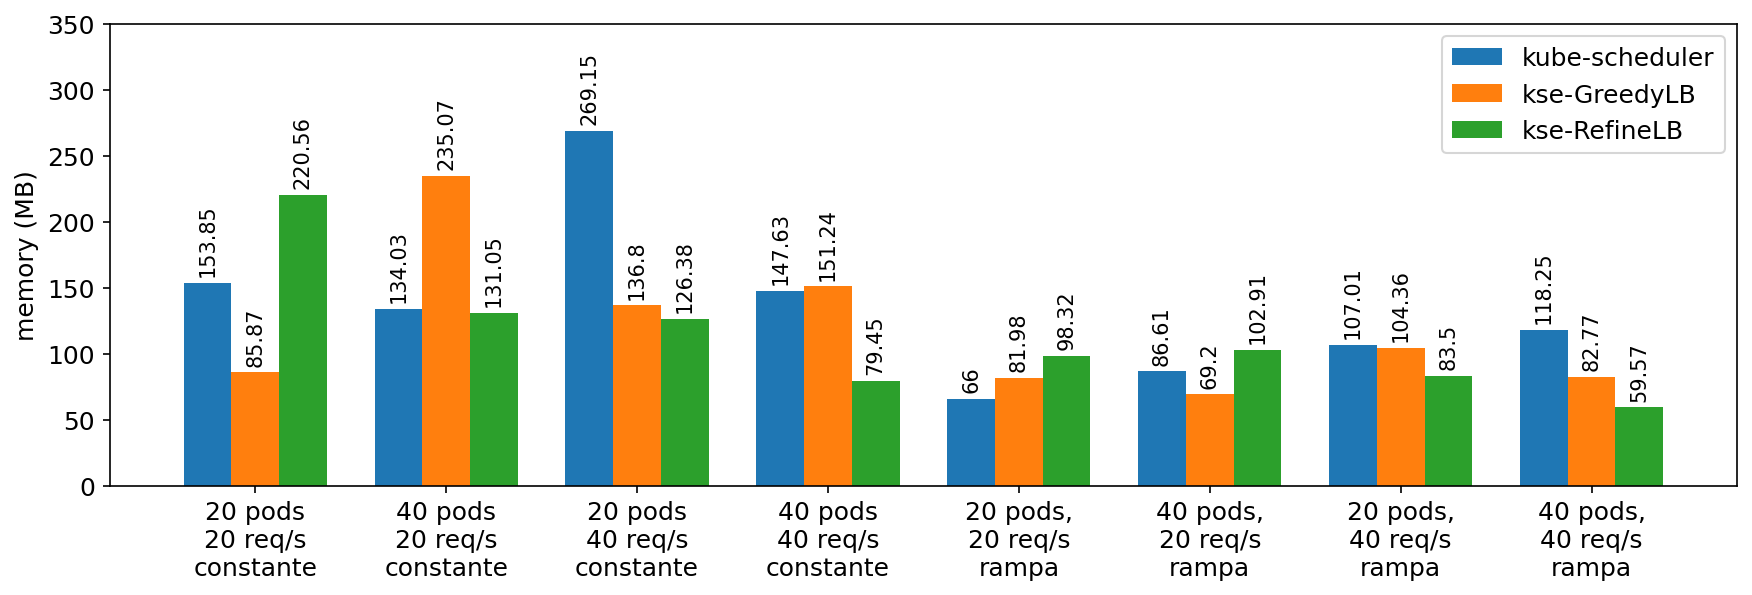 memory (MB)
350
300
250
200
150
100
50
0
kube-scheduler
kse-GreedyLB
kse-RefineLB
153.85
85.87
220.56
134.03
235.07
131.05
269.15
136.8
126.38
147.63
151.24
79.45
66
81.98
98.32
86.61
69.2
102.91
107.01
104.36
83.5
118.25
82.77
59.57
20 pods
20 req/s
constante
40 pods
20 req/s
constante
20 pods
40 req/s
constante
40 pods
40 req/s
constante
20 pods,
20 req/s
rampa
40 pods,
20 req/s
rampa
20 pods,
40 req/s
rampa
40 pods,
40 req/s
rampa